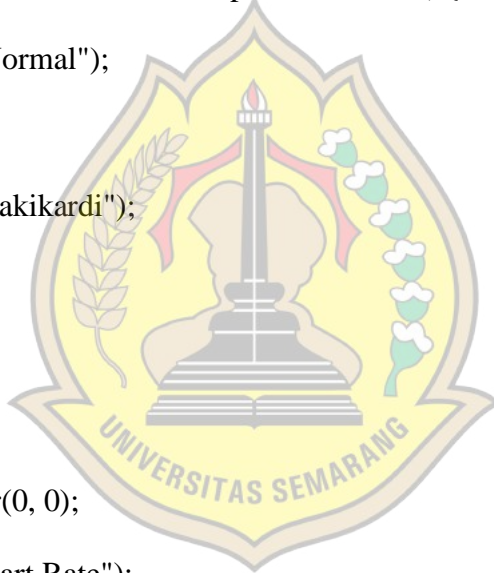 ormal");
akikardi");
UNIVERSITAS SEMARANG
(0, 0);
art Rate");